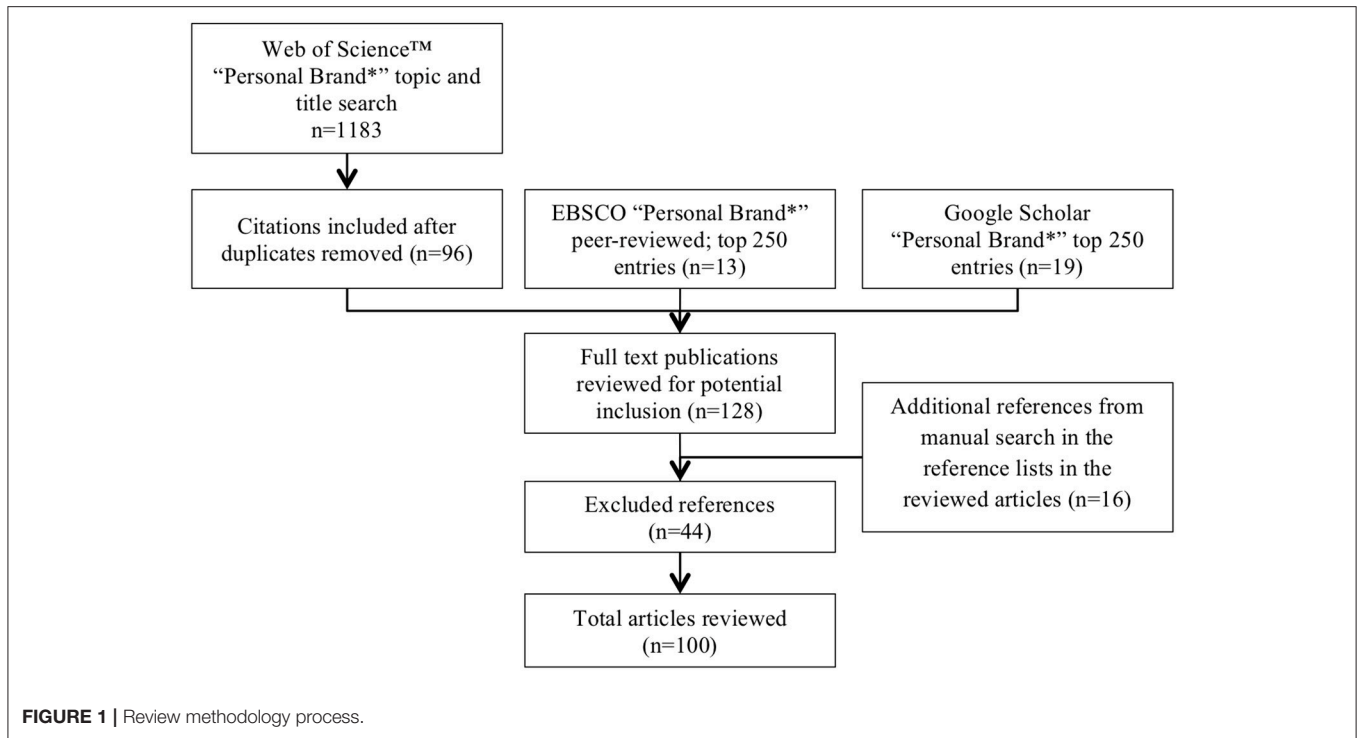 Web of Science™
“Personal Brand*” topic and
title search
n=1183
Citations included after
duplicates removed (n=96)
EBSCO “Personal Brand*”
peer-reviewed; top 250
entries (n=13)
Google Scholar
“Personal Brand*” top 250
entries (n=19)
Full text publications
reviewed for potential
inclusion (n=128)
Additional references from
manual search in the
reference lists in the
reviewed articles (n=16)
Excluded references
(n=44)
Total articles reviewed
(n=100)
FIGURE 1 | Review methodology process.